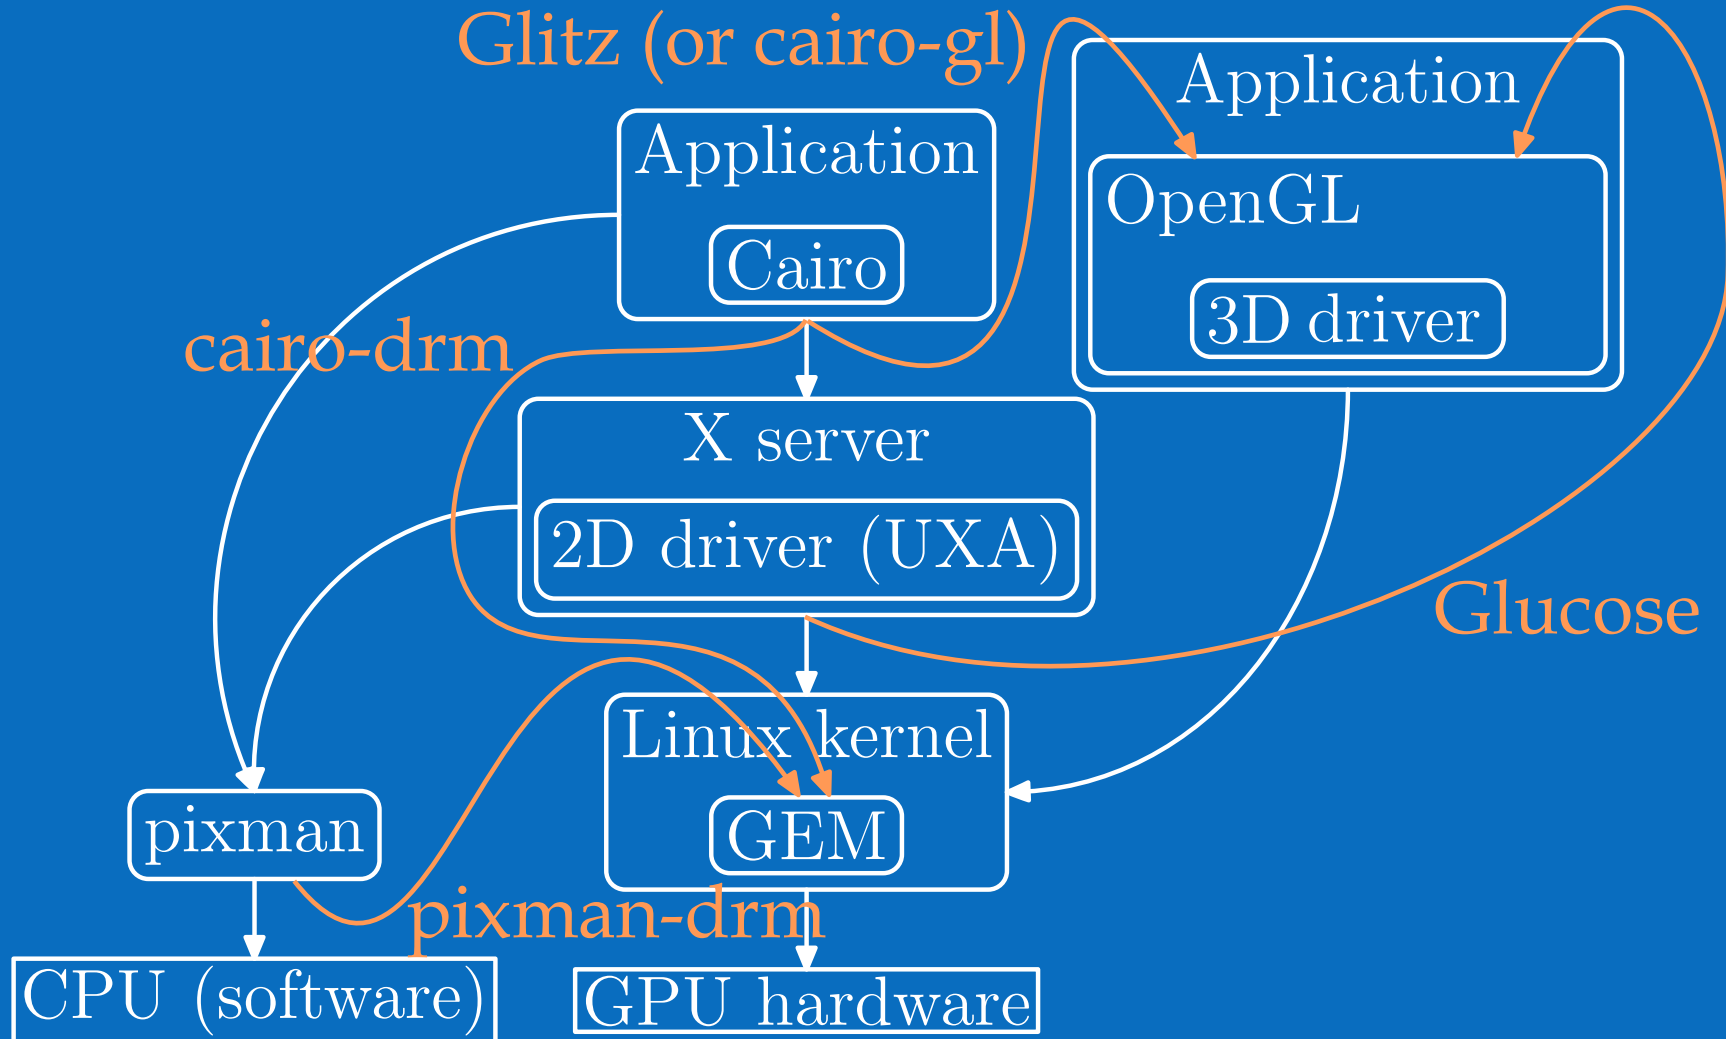 Glitz (or cairo-gl)
Application
OpenGL
3D driver
Application
Cairo
cairo-drm
X server
2D driver (UXA)
Glucose
Linux kernel
GEM
pixman
pixman-drm
CPU (software)
GPU hardware